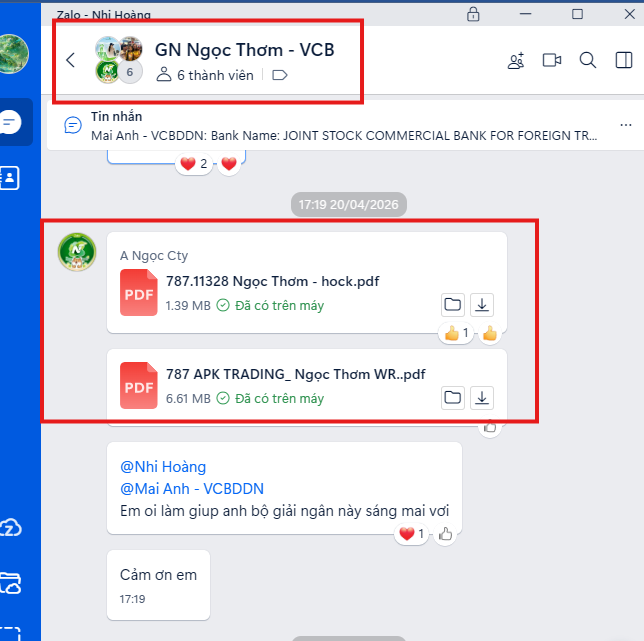 Zalo - Nhi Hoàng
GN Ngọc Thơm - VCB
6
6 thành viên
Tin nhắn
Mai Anh - VCBDDN: Bank Name: JOINT STOCK COMMERCIAL BANK FOR FOREIGN TR...
2
17:19 20/04/2026
A Ngọc Cty
PDF
787.11328 Ngọc Thơm - hock.pdf
1.39 MB Đã có trên máy
1
PDF
787 APK TRADING_ Ngọc Thơm WR..pdf
6.61 MB Đã có trên máy
@Nhi Hoàng
@Mai Anh - VCBDDN
Em oi làm giup anh bộ giải ngân này sáng mai vơi
1
Cảm ơn em
17:19